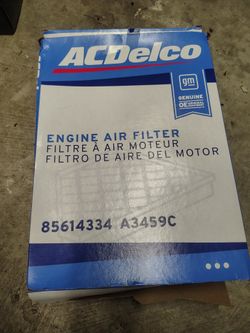 ACDelco
gm
GENUINE
ENGINE AIR FILTER
FILTRE À AIR MOTEUR
FILTRO DE AIRE DEL MOTOR
85614334 A3459C